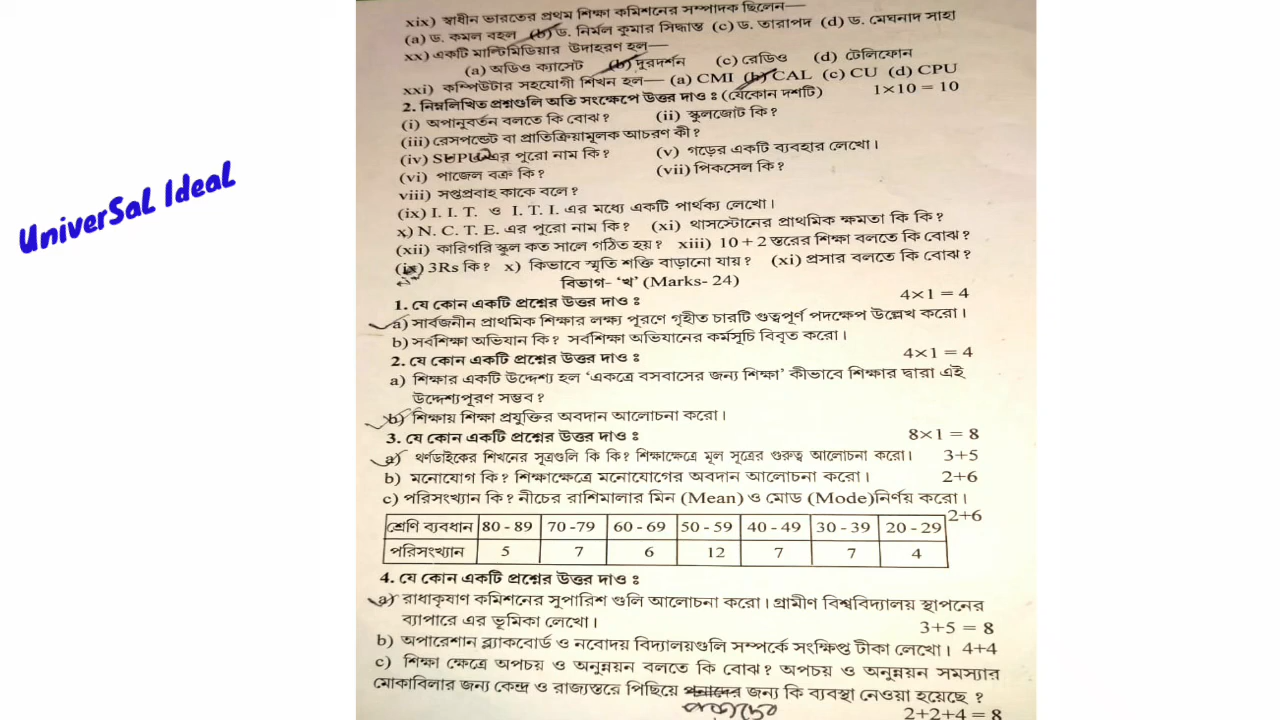 UniverSaL IdeaL
xix) স্বাধীন ভারতের প্রথম শিক্ষা কমিশনের সম্পাদক ছিলেন—
(a) ড. কমল বহল (b) ড. নির্মল কুমার সিদ্ধান্ত (c) ড. তারাপদ (d) ড. মেঘনাদ সাহা
xx) একটি মাল্টিমিডিয়ার উদাহরণ হল—
(a) অডিও ক্যাসেট (b) দুরদর্শন (c) রেডিও (d) টেলিফোন
xxi) কম্পিউটার সহযোগী শিখন হল— (a) CMI (b) CAL (c) CU (d) CPU
2. নিম্নলিখিত প্রশ্নগুলি অতি সংক্ষেপে উত্তর দাও ঃ (যেকোন দশটি) 1×10 = 10
(i) অপানুবর্তন বলতে কি বোঝ? (ii) স্কুলজোট কি?
(iii) রেসপন্ডেট বা প্রাতিক্রিয়ামূলক আচরণ কী?
(iv) SUPW এর পুরো নাম কি? (v) গড়ের একটি ব্যবহার লেখো।
(vi) পাজেল বক্র কি? (vii) পিকসেল কি?
viii) সপ্তপ্রবাহ কাকে বলে?
(ix) I. I. T. ও I. T. I. এর মধ্যে একটি পার্থক্য লেখো।
x) N. C. T. E. এর পুরো নাম কি? (xi) থাসস্টোনের প্রাথমিক ক্ষমতা কি কি?
(xii) কারিগরি স্কুল কত সালে গঠিত হয়? xiii) 10 + 2 স্তরের শিক্ষা বলতে কি বোঝ?
(ix) 3Rs কি? x) কিভাবে স্মৃতি শক্তি বাড়ানো যায়? (xi) প্রসার বলতে কি বোঝ?
বিভাগ- 'খ' (Marks- 24)
1. যে কোন একটি প্রশ্নের উত্তর দাও ঃ 4×1 = 4
a) সার্বজনীন প্রাথমিক শিক্ষার লক্ষ্য পূরণে গৃহীত চারটি গুত্বপূর্ণ পদক্ষেপ উল্লেখ করো।
b) সর্বশিক্ষা অভিযান কি? সর্বশিক্ষা অভিযানের কর্মসূচি বিবৃত করো।
2. যে কোন একটি প্রশ্নের উত্তর দাও ঃ 4×1 = 4
a) শিক্ষার একটি উদ্দেশ্য হল 'একত্রে বসবাসের জন্য শিক্ষা' কীভাবে শিক্ষার দ্বারা এই
উদ্দেশ্যপূরণ সম্ভব?
b) শিক্ষায় শিক্ষা প্রযুক্তির অবদান আলোচনা করো।
3. যে কোন একটি প্রশ্নের উত্তর দাও ঃ 8×1 = 8
a) থর্ণডাইকের শিখনের সূত্রগুলি কি কি? শিক্ষাক্ষেত্রে মূল সূত্রের গুরুত্ব আলোচনা করো। 3+5
b) মনোযোগ কি? শিক্ষাক্ষেত্রে মনোযোগের অবদান আলোচনা করো। 2+6
c) পরিসংখ্যান কি? নীচের রাশিমালার মিন (Mean) ও মোড (Mode) নির্ণয় করো।
2+6
শ্রেণি ব্যবধান 80 - 89 70 -79 60 - 69 50 - 59 40 - 49 30 - 39 20 - 29
পরিসংখ্যান 5 7 6 12 7 7 4
4. যে কোন একটি প্রশ্নের উত্তর দাও ঃ
a) রাধাকৃষাণ কমিশনের সুপারিশ গুলি আলোচনা করো। গ্রামীণ বিশ্ববিদ্যালয় স্থাপনের
ব্যাপারে এর ভূমিকা লেখো। 3+5 = 8
b) অপারেশান ব্ল্যাকবোর্ড ও নবোদয় বিদ্যালয়গুলি সম্পর্কে সংক্ষিপ্ত টীকা লেখো। 4+4
c) শিক্ষা ক্ষেত্রে অপচয় ও অনুন্নয়ন বলতে কি বোঝ? অপচয় ও অনুন্নয়ন সমস্যার
মোকাবিলার জন্য কেন্দ্র ও রাজ্যস্তরে পিছিয়ে জন্য কি ব্যবস্থা নেওয়া হয়েছে ?
2+2+4 = 8